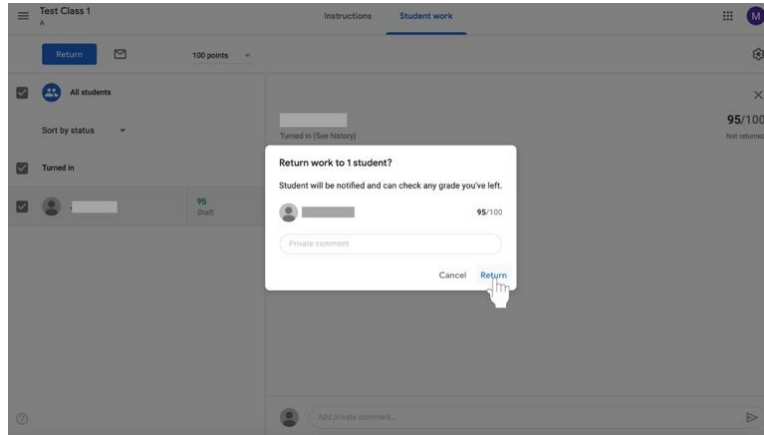 Test Class 1
A
Instructions
Student work
M
Return
100 points
All students
Sort by status
Turned in
95
Draft
Turned in (See history)
95/100
Not returned
Return work to 1 student?
Student will be notified and can check any grade you've left.
95/100
Private comment
Cancel
Return
Add private comment...